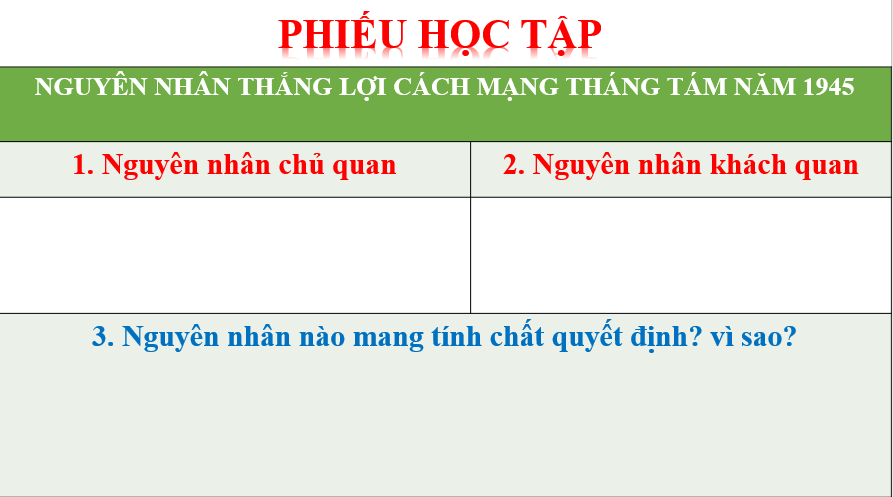 PHIẾU HỌC TẬP
NGUYÊN NHÂN THẮNG LỢI CÁCH MẠNG THÁNG TÁM NĂM 1945
1. Nguyên nhân chủ quan
2. Nguyên nhân khách quan
3. Nguyên nhân nào mang tính chất quyết định? vì sao?